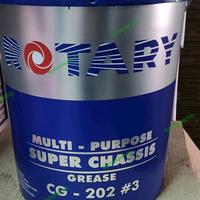 ROTARY
MULTI - PURPOSE
SUPER CHASSIS
GREASE
CG - 202 #3